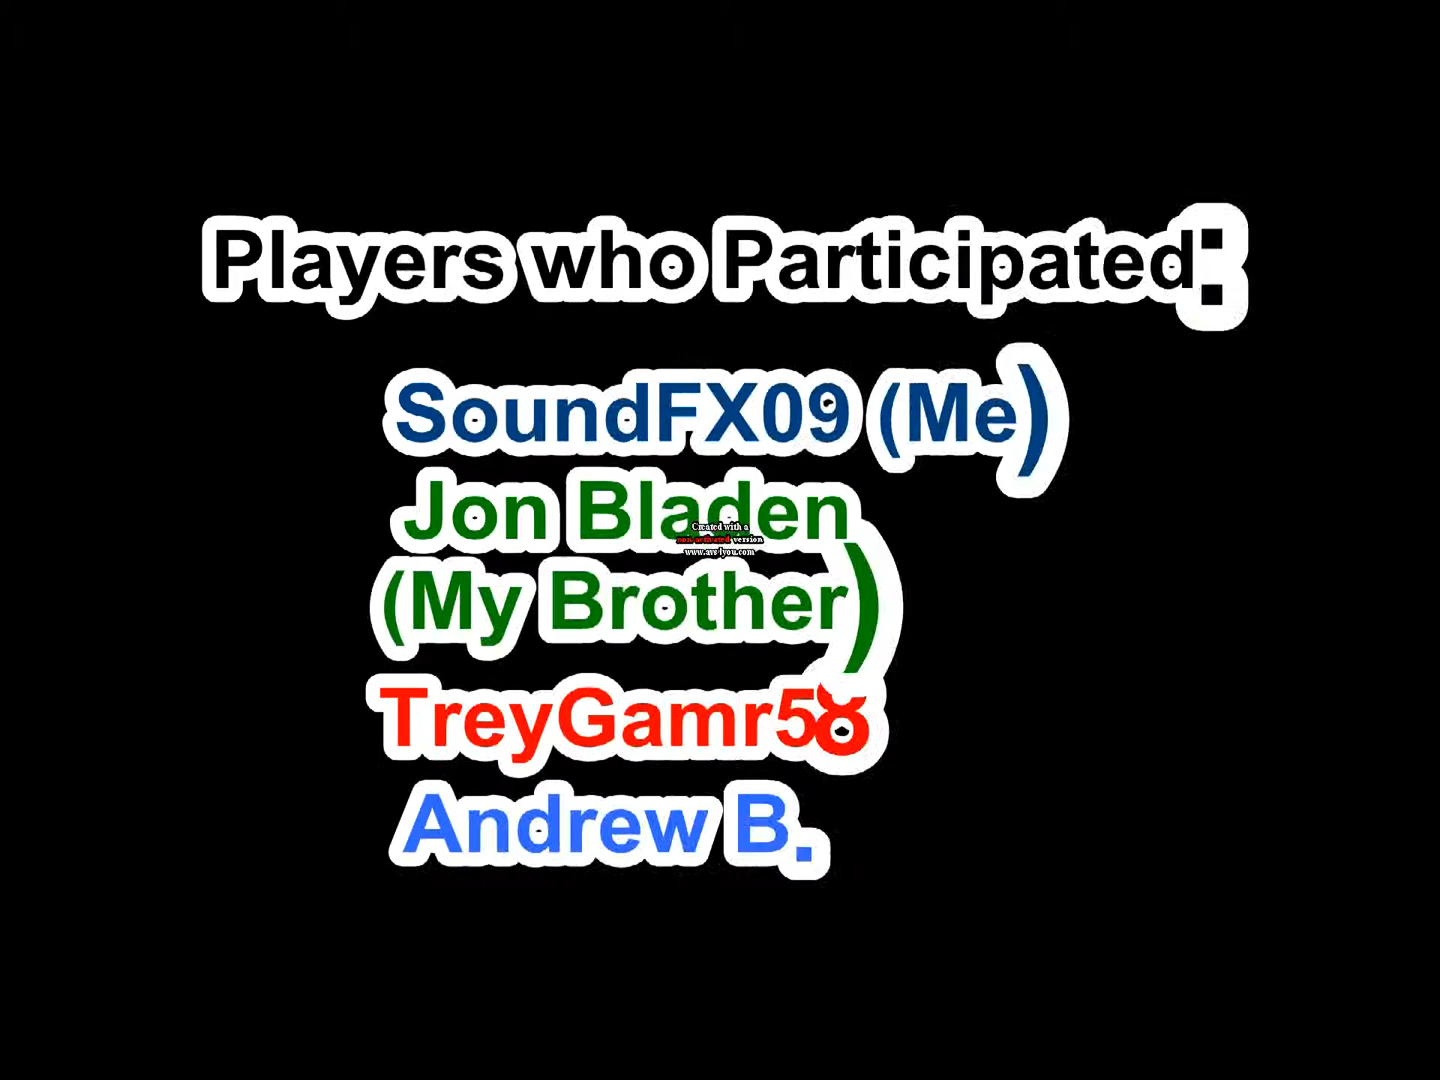 Players who Participated:
SoundFX09 (Me)
Jon Bladen
Created with a
non-activated version
www.avs4you.com
(My Brother)
TreyGamr58
Andrew B.